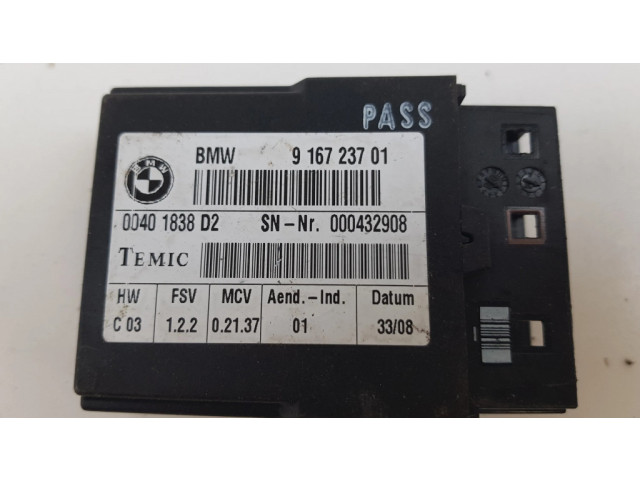 PASS
BMW 9 167 237 01
BMW
0040 1838 D2 SN-Nr. 000432908
TEMIC
HW FSV MCV Aend.-Ind. Datum
C 03 1.2.2 0.21.37 01 33/08